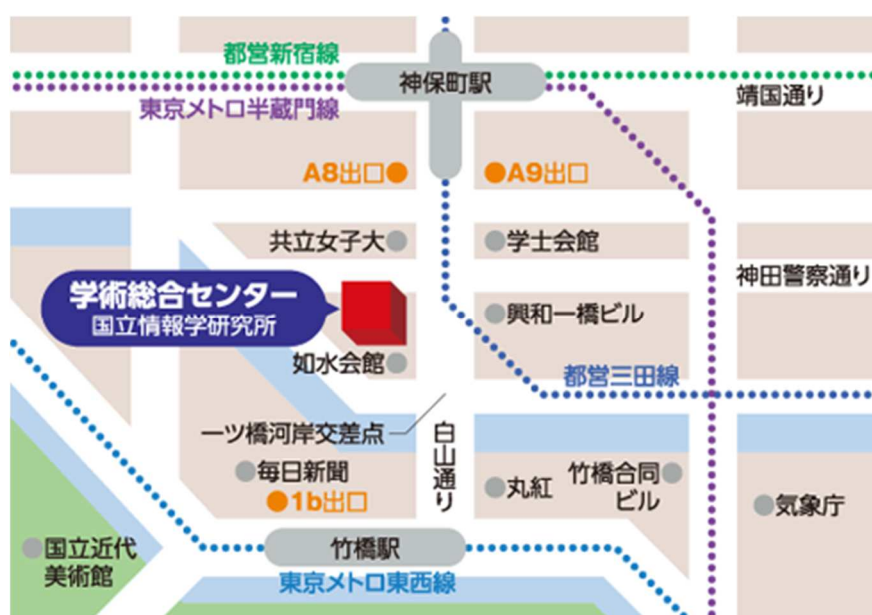 都営新宿線
神保町駅
靖国通り
東京メトロ半蔵門線
A8出口
A9出口
共立女子大
学士会館
神田警察通り
学術総合センター
国立情報学研究所
興和一橋ビル
如水会館
都営三田線
一ツ橋河岸交差点
白山通り
毎日新聞
丸紅
竹橋合同
ビル
1b出口
気象庁
国立近代
美術館
竹橋駅
東京メトロ東西線